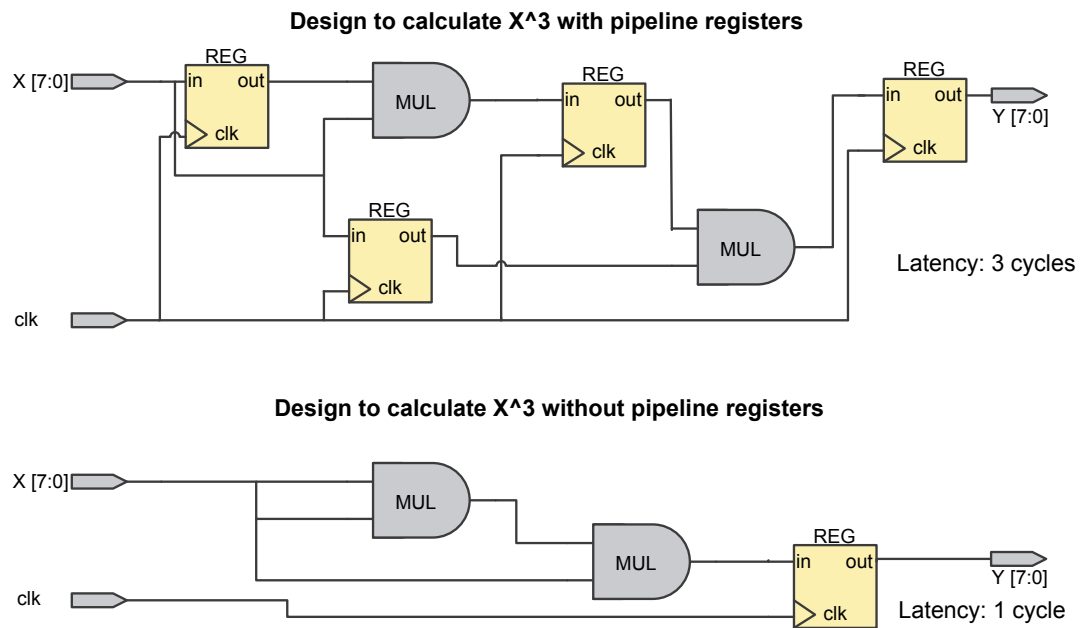 Design to calculate X^3 with pipeline registers
REG
X [7:0]
in out
clk
MUL
REG
in out
clk
REG
in out
clk
Y [7:0]
REG
in out
clk
MUL
Latency: 3 cycles
clk
Design to calculate X^3 without pipeline registers
X [7:0]
MUL
MUL
REG
in out
clk
Y [7:0]
clk
Latency: 1 cycle